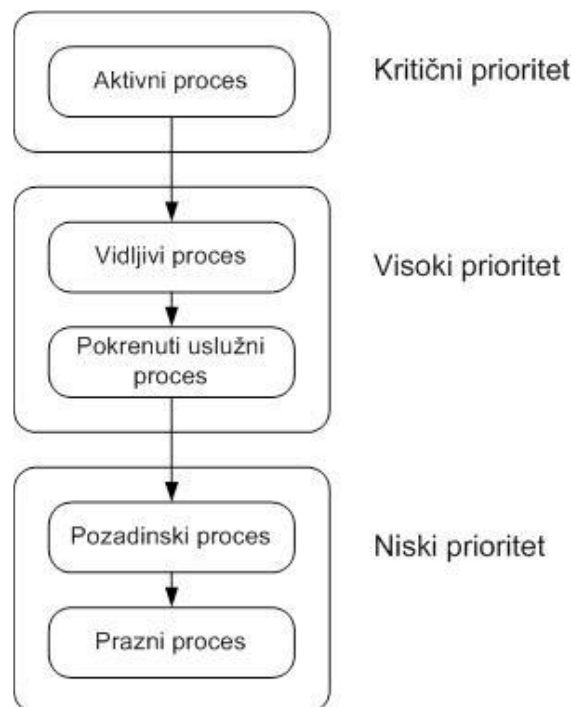 Aktivni proces
Kritični prioritet
Vidljivi proces
Visoki prioritet
Pokrenuti uslužni
proces
Pozadinski proces
Niski prioritet
Prazni proces